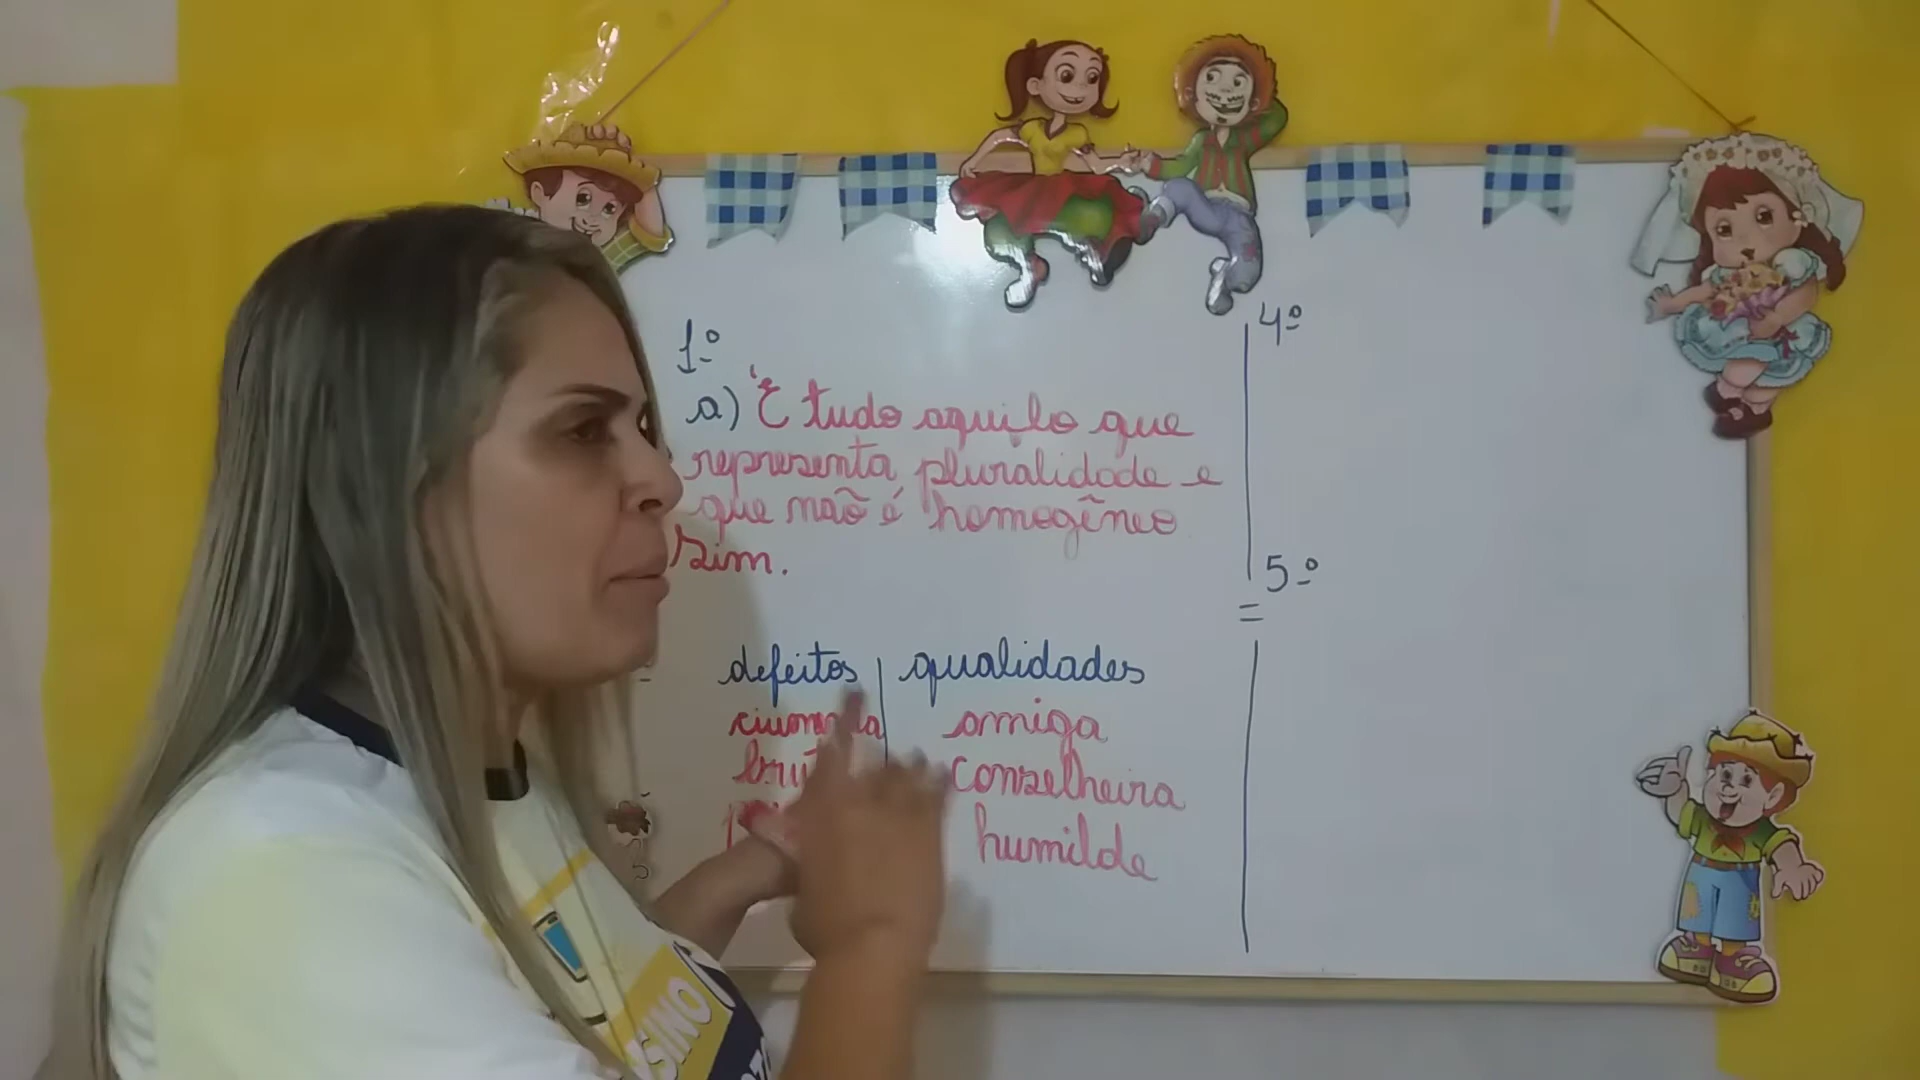 1º
a) É tudo aquilo que
representa pluralidade e
que não é homogêneo
Sim.
defeitos qualidades
amiga
conselheira
humilde
4º
5º
=